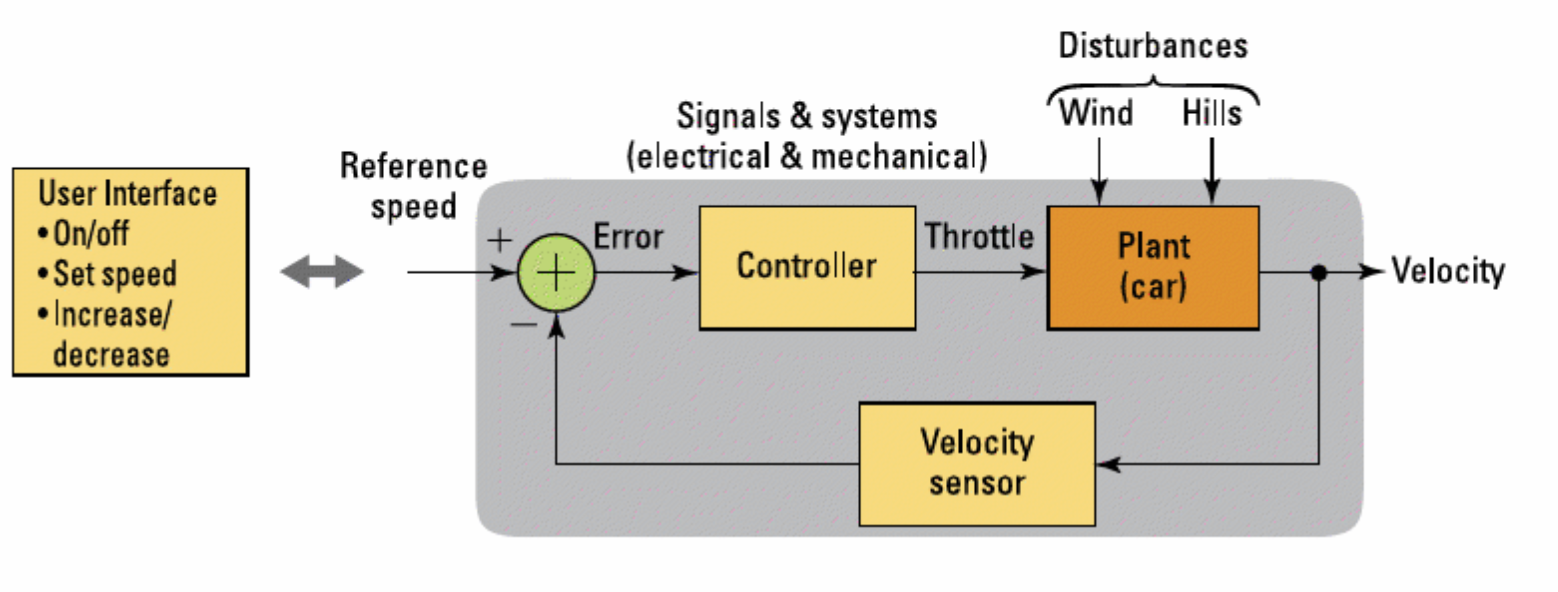 Disturbances
Wind Hills
Signals & systems
(electrical & mechanical)
Reference
speed
User Interface
•On/off
•Set speed
•Increase/
decrease
+
Error
+
Controller
Throttle
Plant
(car)
Velocity
−
Velocity
sensor